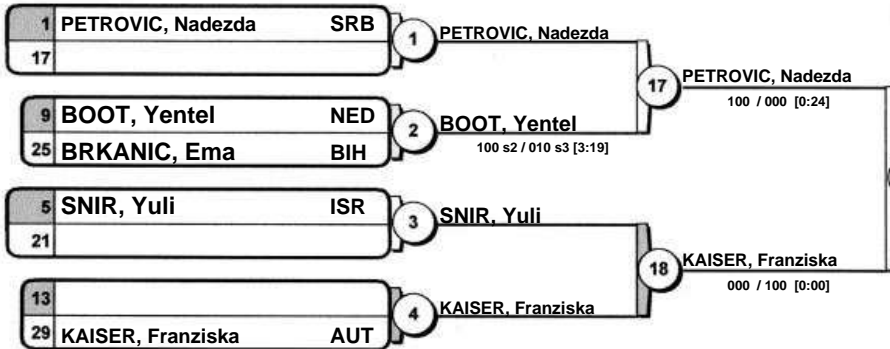 1 PETROVIC, Nadezda SRB
17
1
PETROVIC, Nadezda
9 BOOT, Yentel NED
25 BRKANIC, Ema BIH
2
BOOT, Yentel
100 s2 / 010 s3 [3:19]
17
PETROVIC, Nadezda
100 / 000 [0:24]
5 SNIR, Yuli ISR
21
3
SNIR, Yuli
13
29 KAISER, Franziska AUT
4
KAISER, Franziska
18
KAISER, Franziska
000 / 100 [0:00]